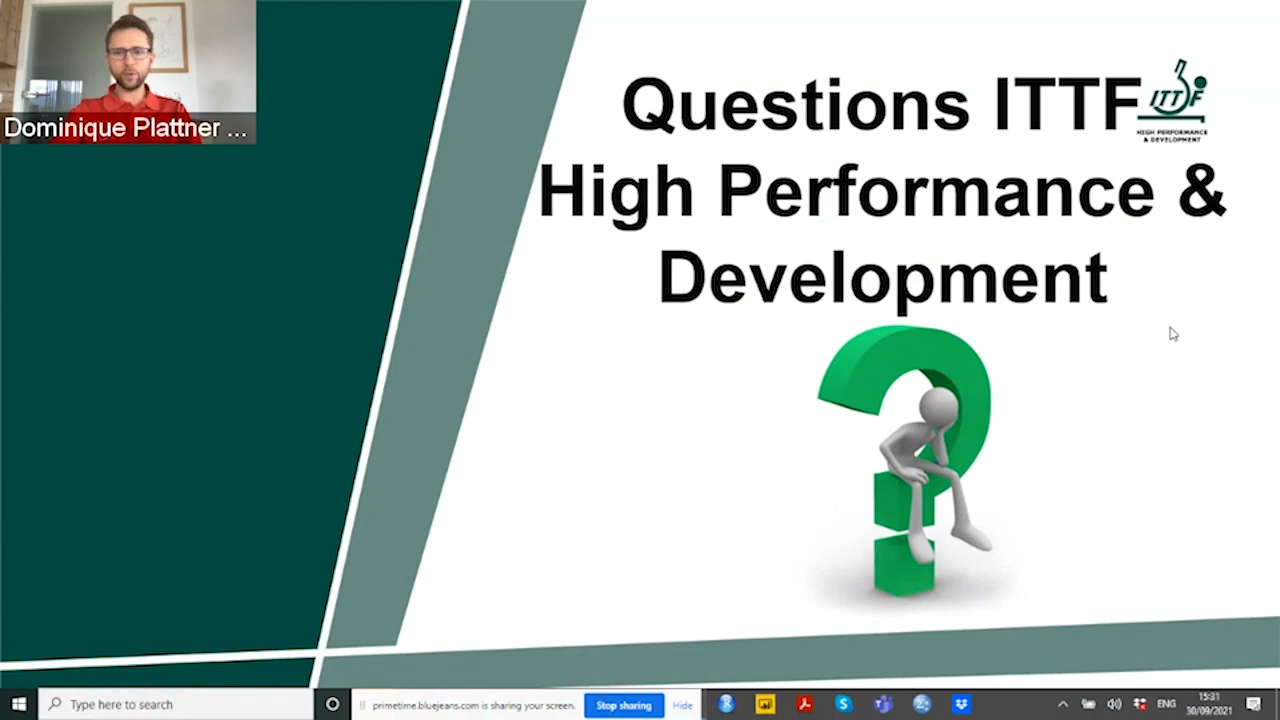 Dominique Plattner ...
Questions ITTF
High Performance &
Development
ITTF
HIGH PERFORMANCE
& DEVELOPMENT
Type here to search
primetime.bluejeans.com is sharing your screen.
Stop sharing
Hide
ENG
15:31
30/09/2021